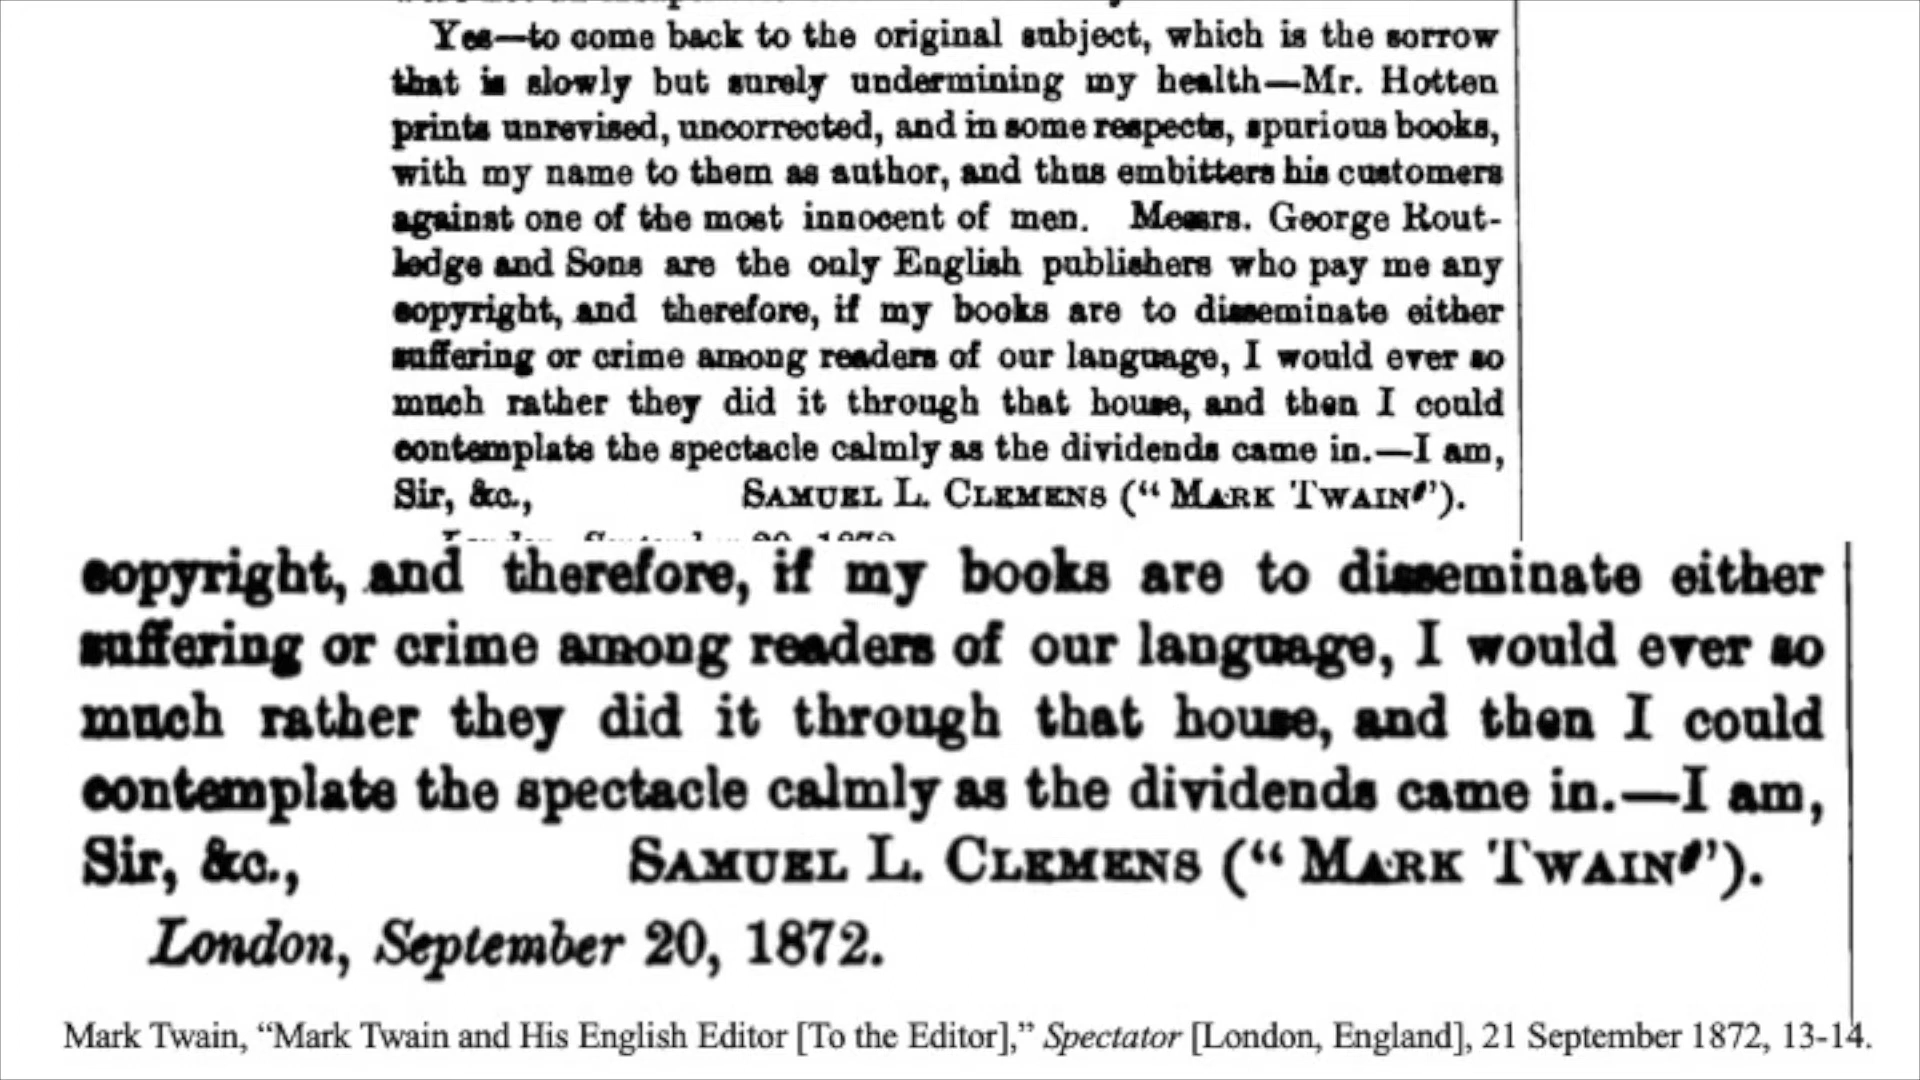 Yes—to come back to the original subject, which is the sorrow
that is slowly but surely undermining my health—Mr. Hotten
prints unrevised, uncorrected, and in some respects, spurious books,
with my name to them as author, and thus embitters his customers
against one of the most innocent of men. Messrs. George Rout-
ledge and Sons are the only English publishers who pay me any
copyright, and therefore, if my books are to disseminate either
suffering or crime among readers of our language, I would ever so
much rather they did it through that house, and then I could
contemplate the spectacle calmly as the dividends came in.—I am,
Sir, &c., SAMUEL L. CLEMENS ("MARK TWAIN").
copyright, and therefore, if my books are to disseminate either
suffering or crime among readers of our language, I would ever so
much rather they did it through that house, and then I could
contemplate the spectacle calmly as the dividends came in.—I am,
Sir, &c., SAMUEL L. CLEMENS ("MARK TWAIN").
London, September 20, 1872.
Mark Twain, “Mark Twain and His English Editor [To the Editor],” Spectator [London, England], 21 September 1872, 13-14.